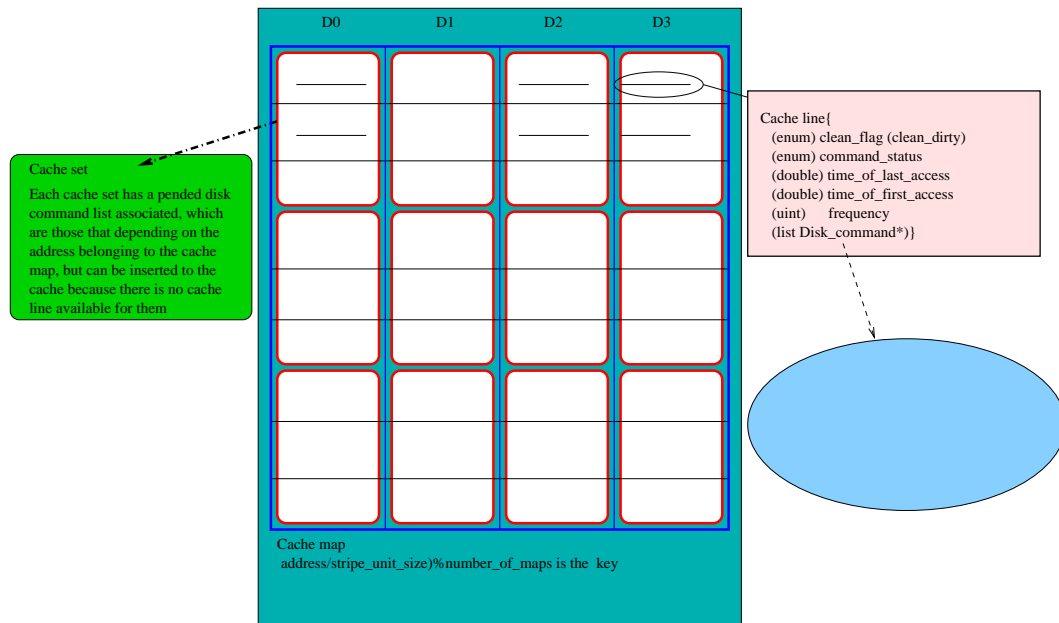 D0 D1 D2 D3
Cache set
Each cache set has a pended disk
command list associated, which
are those that depending on the
address belonging to the cache
map, but can be inserted to the
cache because there is no cache
line available for them
Cache line{
(enum) clean_flag (clean_dirty)
(enum) command_status
(double) time_of_last_access
(double) time_of_first_access
(uint) frequency
(list Disk_command*)}
Cache map
address/stripe_unit_size)%number_of_maps is the key